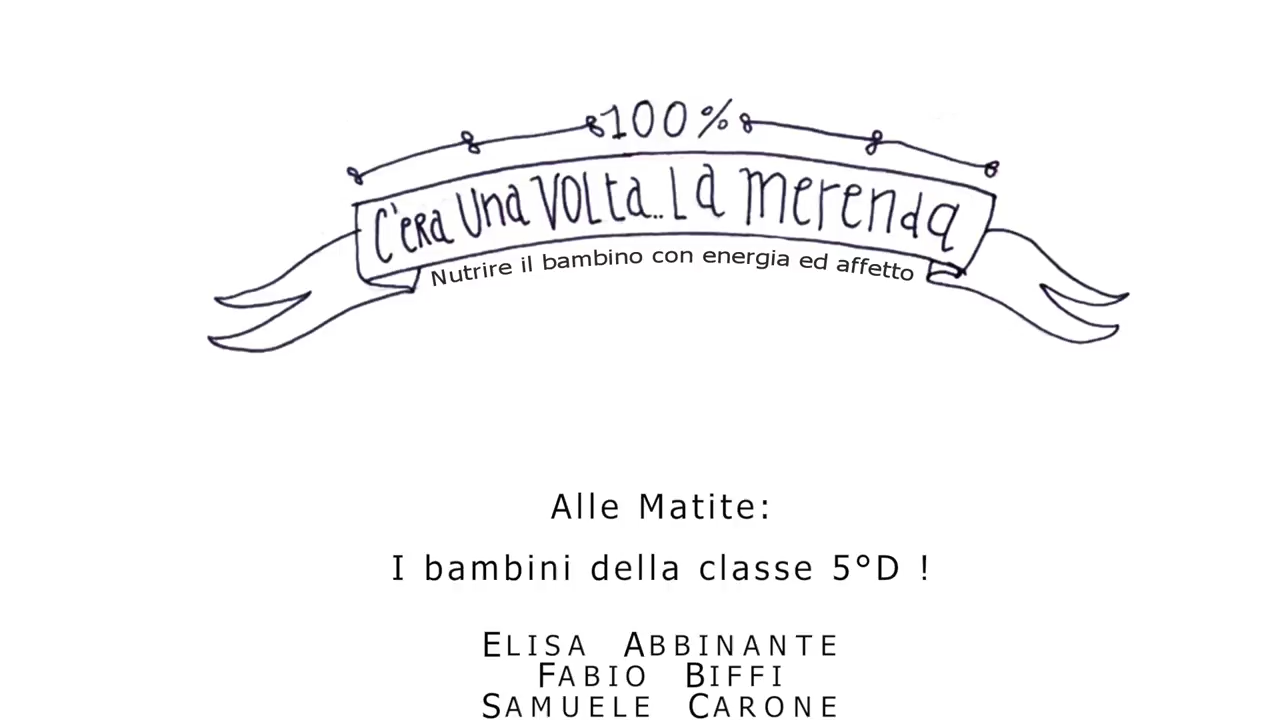 100%
C'era Una Volta.. La merenda
Nutrire il bambino con energia ed affetto
Alle Matite:
I bambini della classe 5°D !
ELISA ABBINANTE
FABIO BIFFI
SAMUELE CARONE